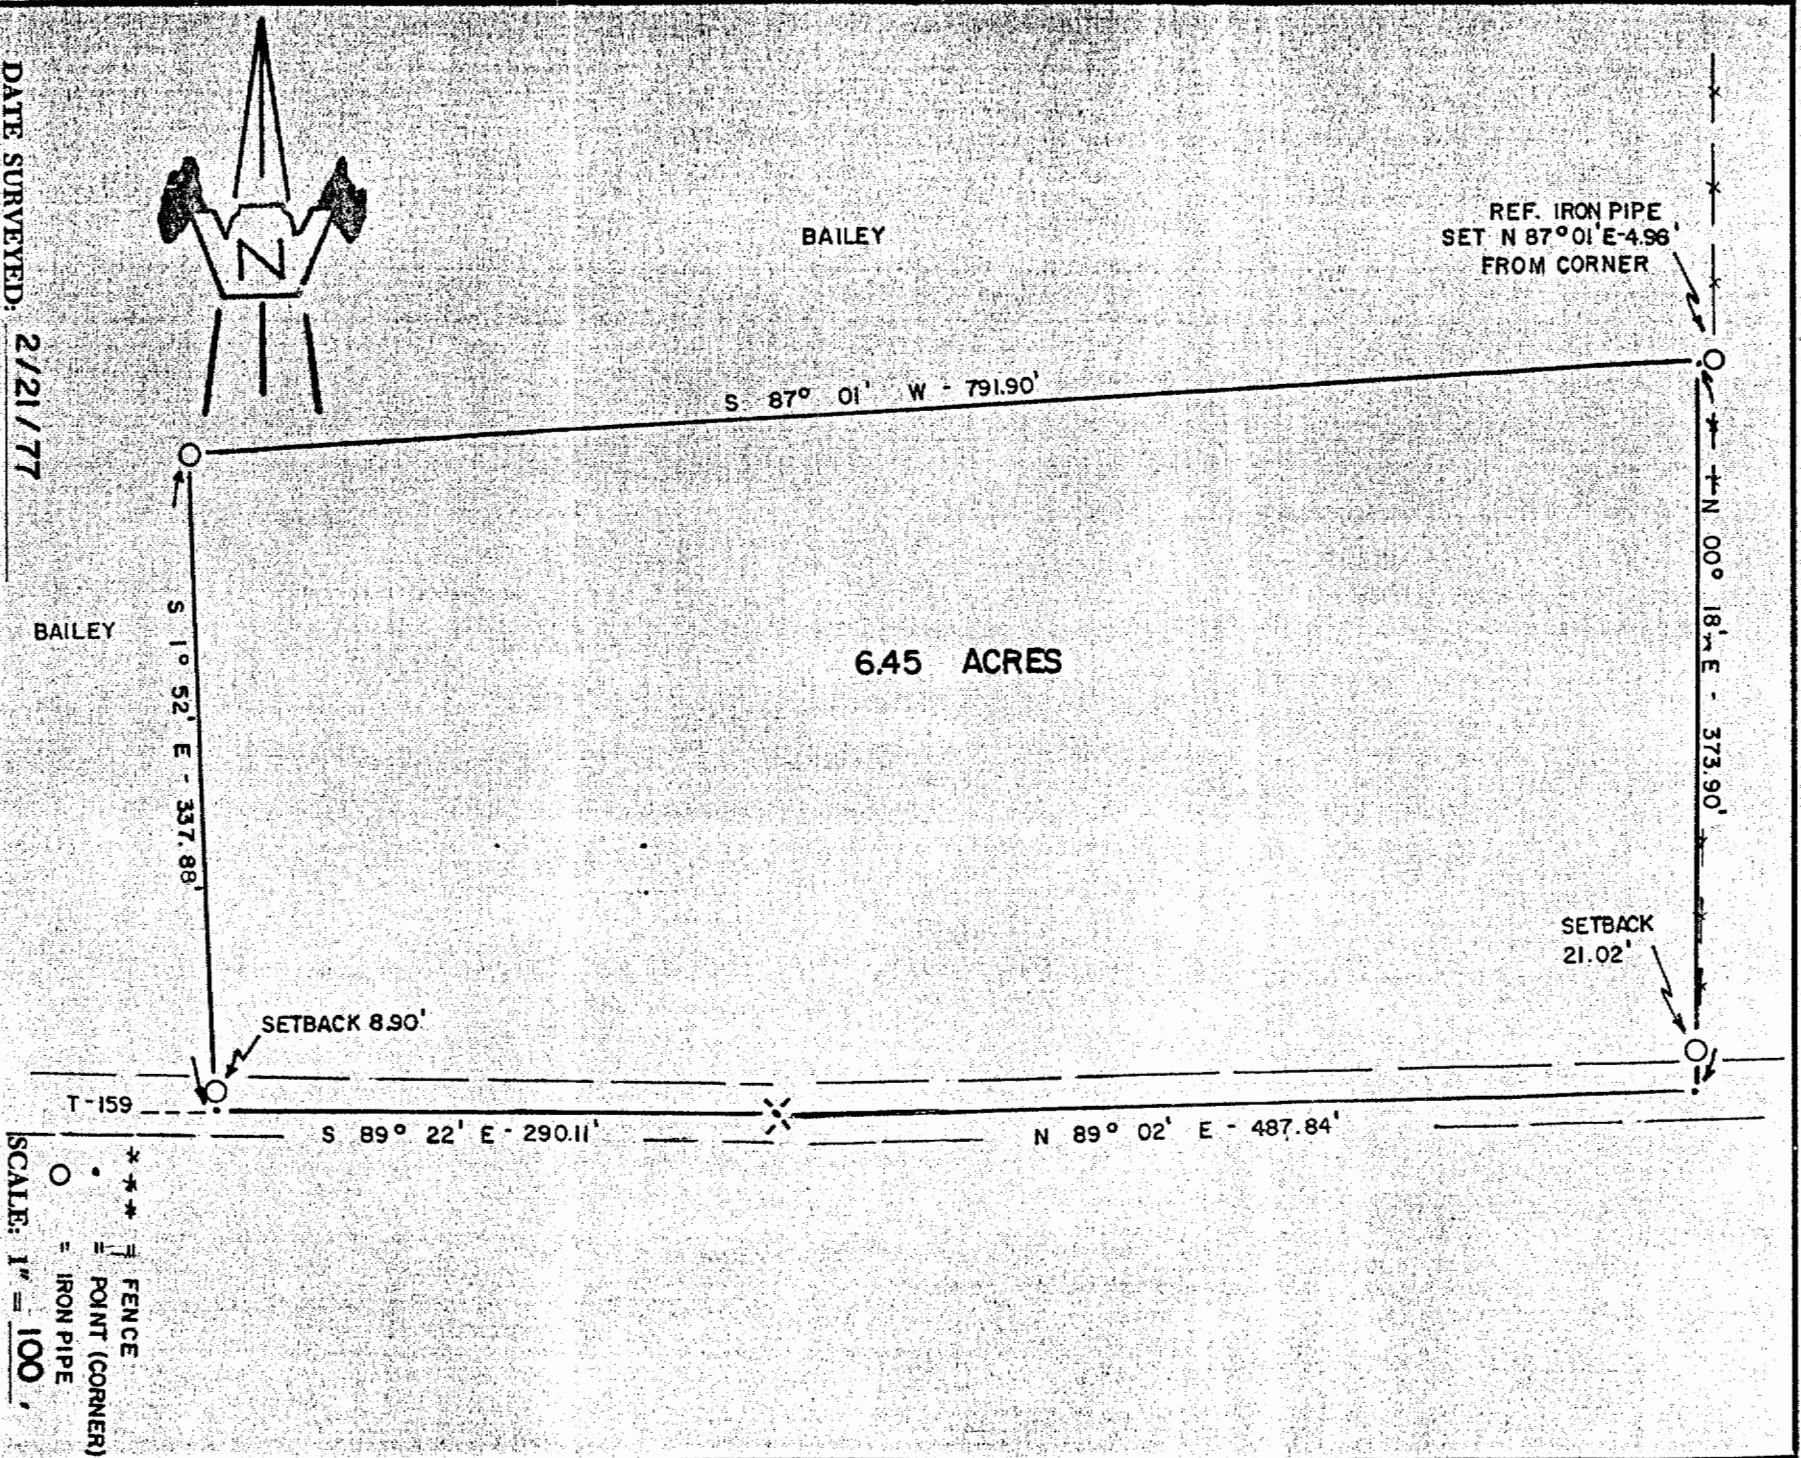 DATE SURVEYED: 2/21/77
N
BAILEY
REF. IRON PIPE
SET N 87° 01' E-4.96'
FROM CORNER
S 87° 01' W - 791.90'
N 00° 18' E - 373.90'
BAILEY
S 1° 52' E - 337.88'
6.45 ACRES
SETBACK
21.02'
SETBACK 8.90'
T-159
S 89° 22' E - 290.11'
N 89° 02' E - 487.84'
* * * * = FENCE
• = POINT (CORNER)
O = IRON PIPE
SCALE: 1" = 100'